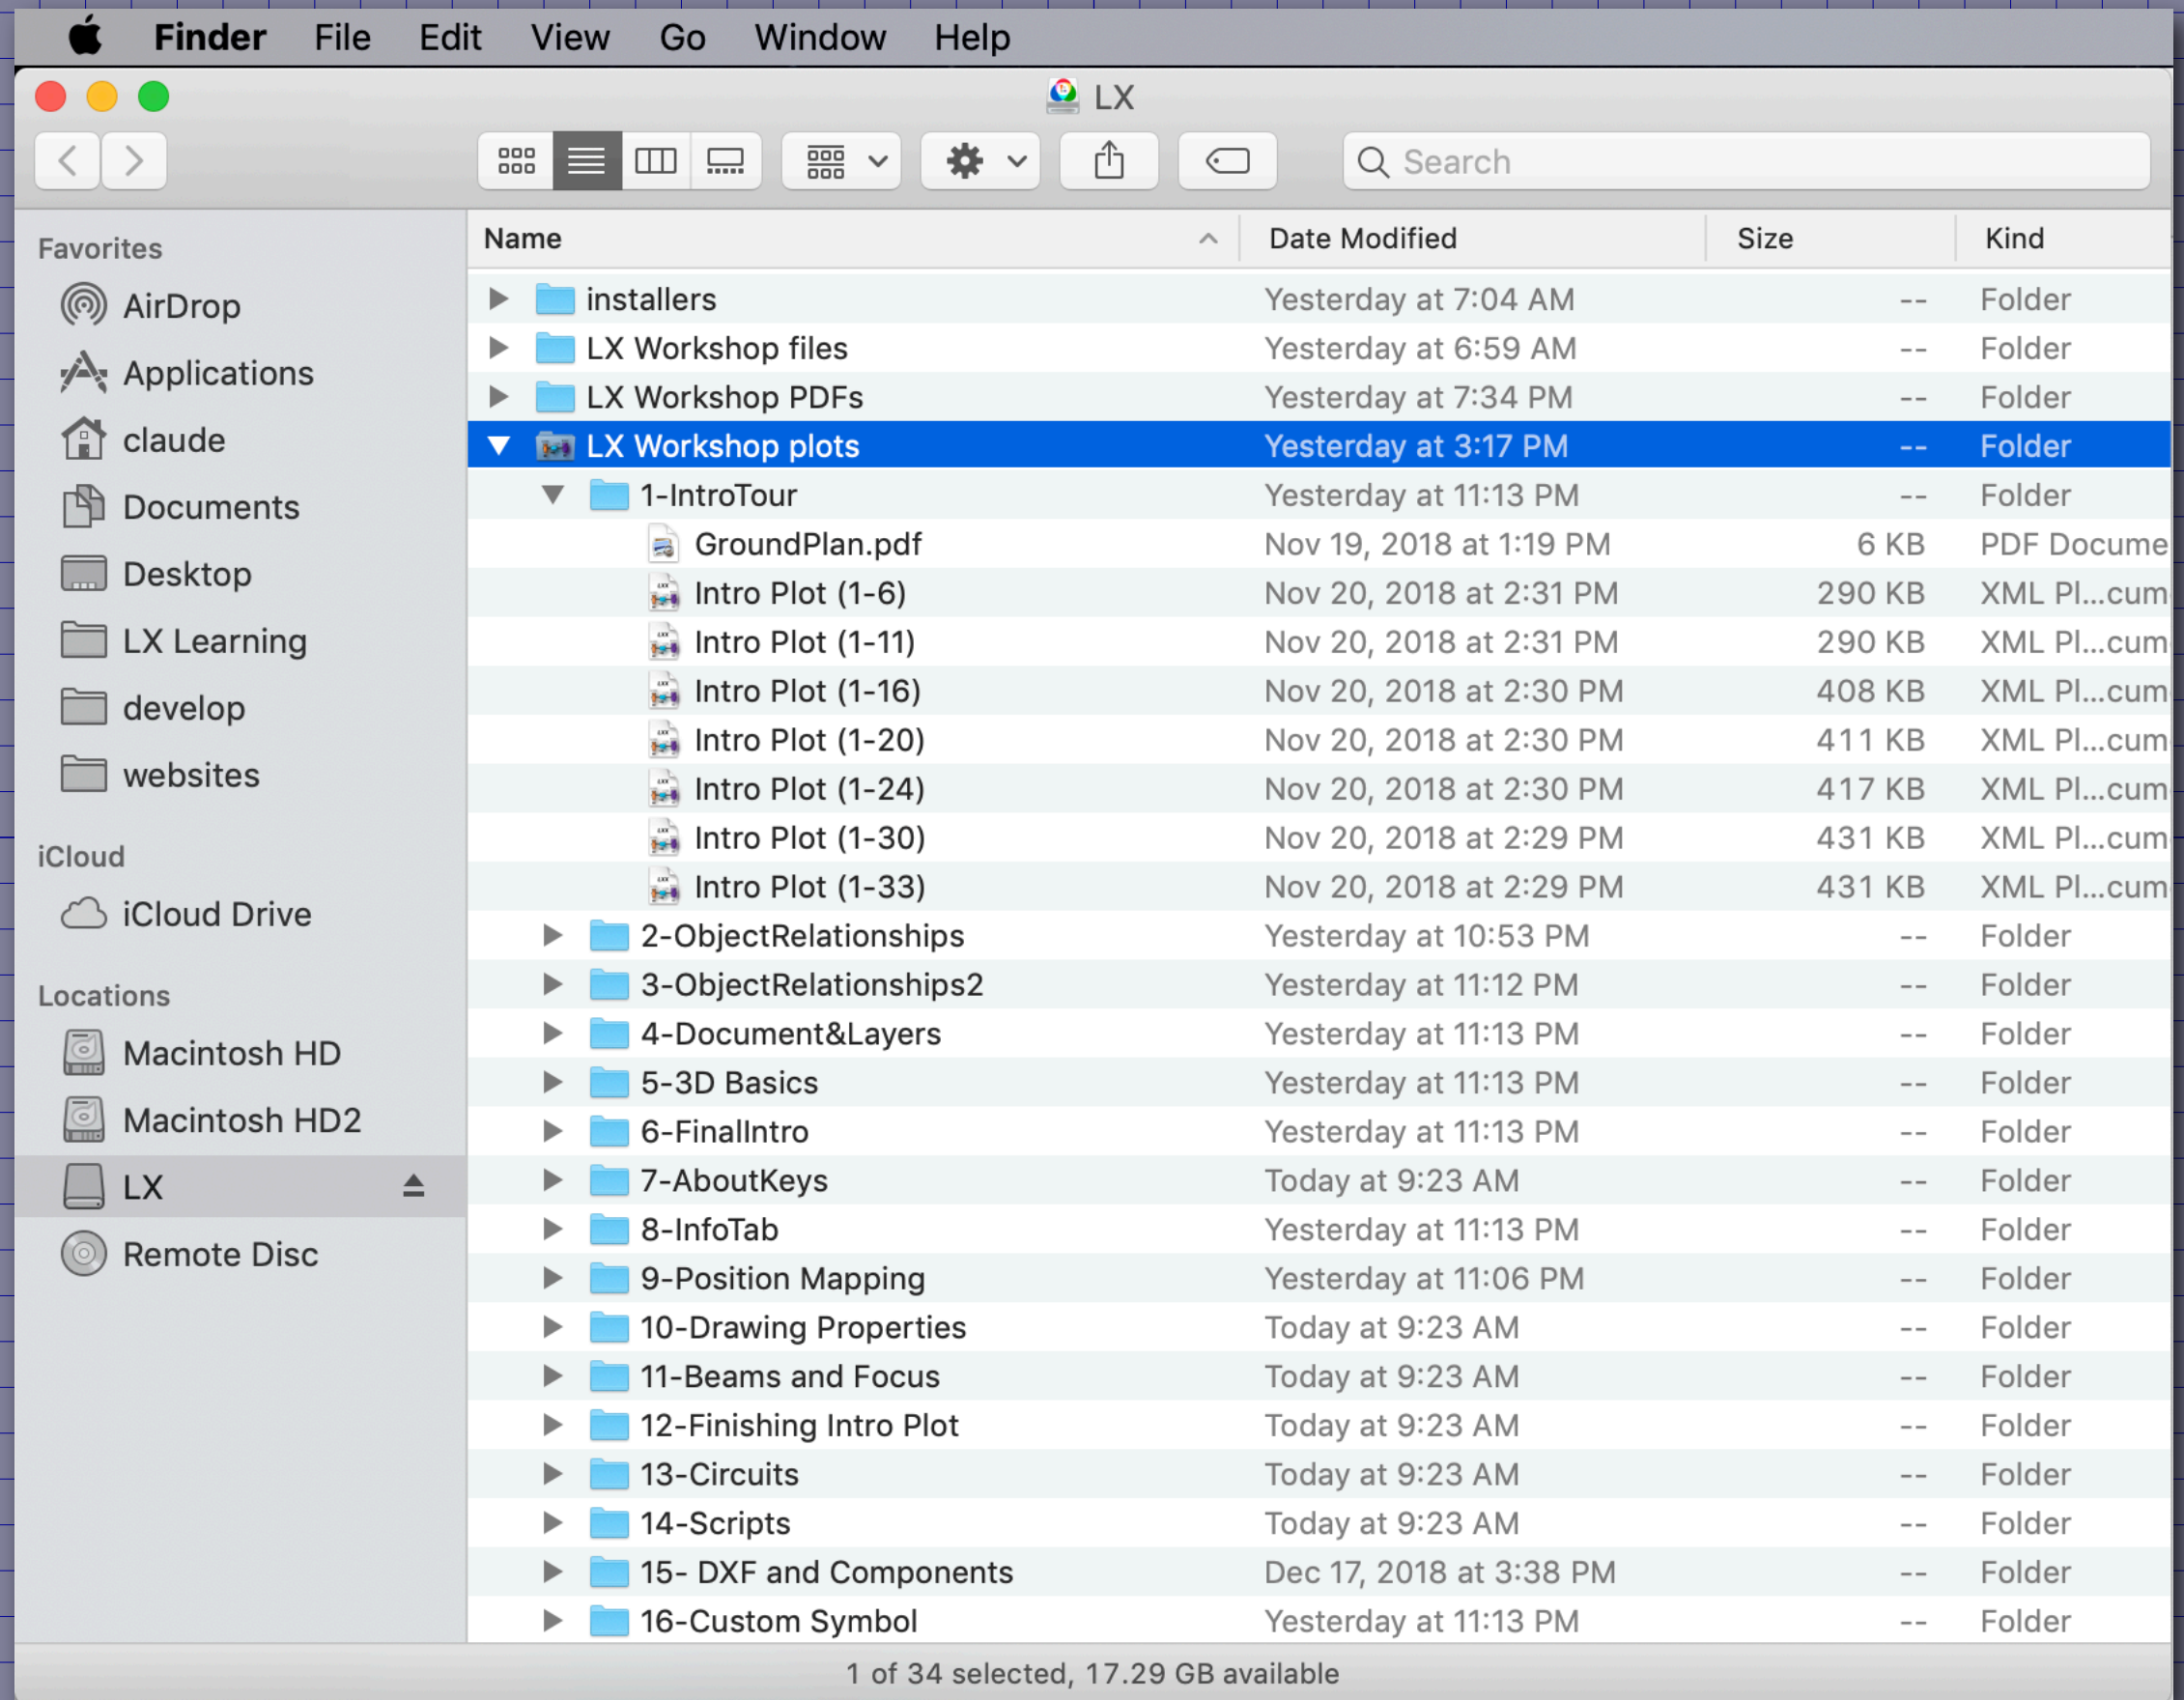 Finder File Edit View Go Window Help
LX
Search
Favorites
AirDrop
Applications
claude
Documents
Desktop
LX Learning
develop
websites
iCloud
iCloud Drive
Locations
Macintosh HD
Macintosh HD2
LX
Remote Disc
Name Date Modified Size Kind
installers Yesterday at 7:04 AM -- Folder
LX Workshop files Yesterday at 6:59 AM -- Folder
LX Workshop PDFs Yesterday at 7:34 PM -- Folder
LX Workshop plots Yesterday at 3:17 PM -- Folder
1-IntroTour Yesterday at 11:13 PM -- Folder
GroundPlan.pdf Nov 19, 2018 at 1:19 PM 6 KB PDF Docume
Intro Plot (1-6) Nov 20, 2018 at 2:31 PM 290 KB XML Pl...cum
Intro Plot (1-11) Nov 20, 2018 at 2:31 PM 290 KB XML Pl...cum
Intro Plot (1-16) Nov 20, 2018 at 2:30 PM 408 KB XML Pl...cum
Intro Plot (1-20) Nov 20, 2018 at 2:30 PM 411 KB XML Pl...cum
Intro Plot (1-24) Nov 20, 2018 at 2:30 PM 417 KB XML Pl...cum
Intro Plot (1-30) Nov 20, 2018 at 2:29 PM 431 KB XML Pl...cum
Intro Plot (1-33) Nov 20, 2018 at 2:29 PM 431 KB XML Pl...cum
2-ObjectRelationships Yesterday at 10:53 PM -- Folder
3-ObjectRelationships2 Yesterday at 11:12 PM -- Folder
4-Document&Layers Yesterday at 11:13 PM -- Folder
5-3D Basics Yesterday at 11:13 PM -- Folder
6-FinalIntro Yesterday at 11:13 PM -- Folder
7-AboutKeys Today at 9:23 AM -- Folder
8-InfoTab Yesterday at 11:13 PM -- Folder
9-Position Mapping Yesterday at 11:06 PM -- Folder
10-Drawing Properties Today at 9:23 AM -- Folder
11-Beams and Focus Today at 9:23 AM -- Folder
12-Finishing Intro Plot Today at 9:23 AM -- Folder
13-Circuits Today at 9:23 AM -- Folder
14-Scripts Today at 9:23 AM -- Folder
15- DXF and Components Dec 17, 2018 at 3:38 PM -- Folder
16-Custom Symbol Yesterday at 11:13 PM -- Folder
1 of 34 selected, 17.29 GB available